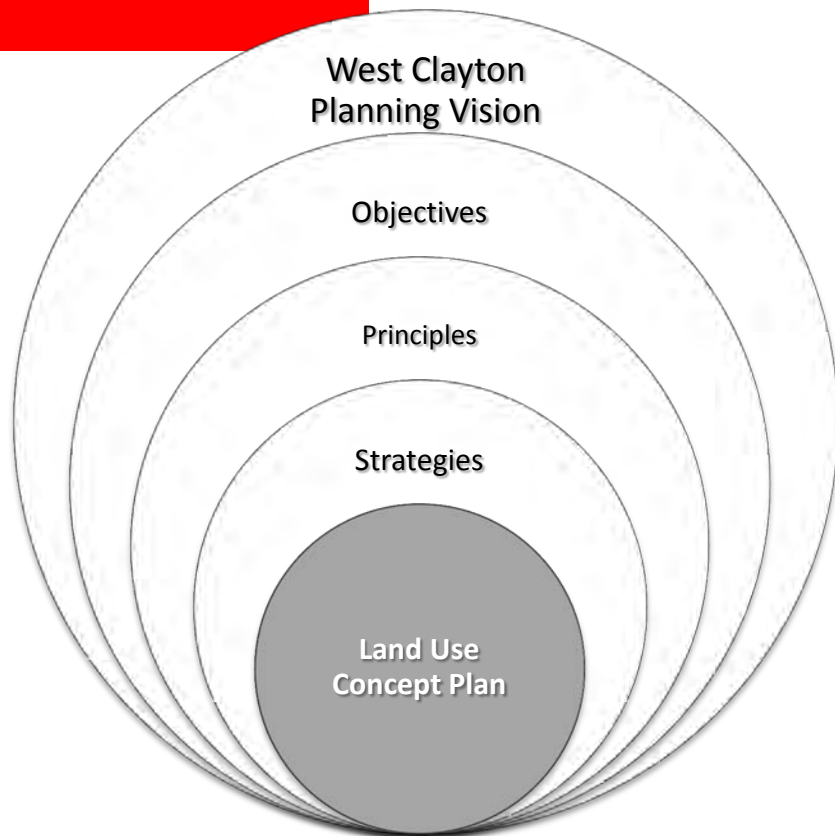 West Clayton
Planning Vision
Objectives
Principles
Strategies
Land Use
Concept Plan